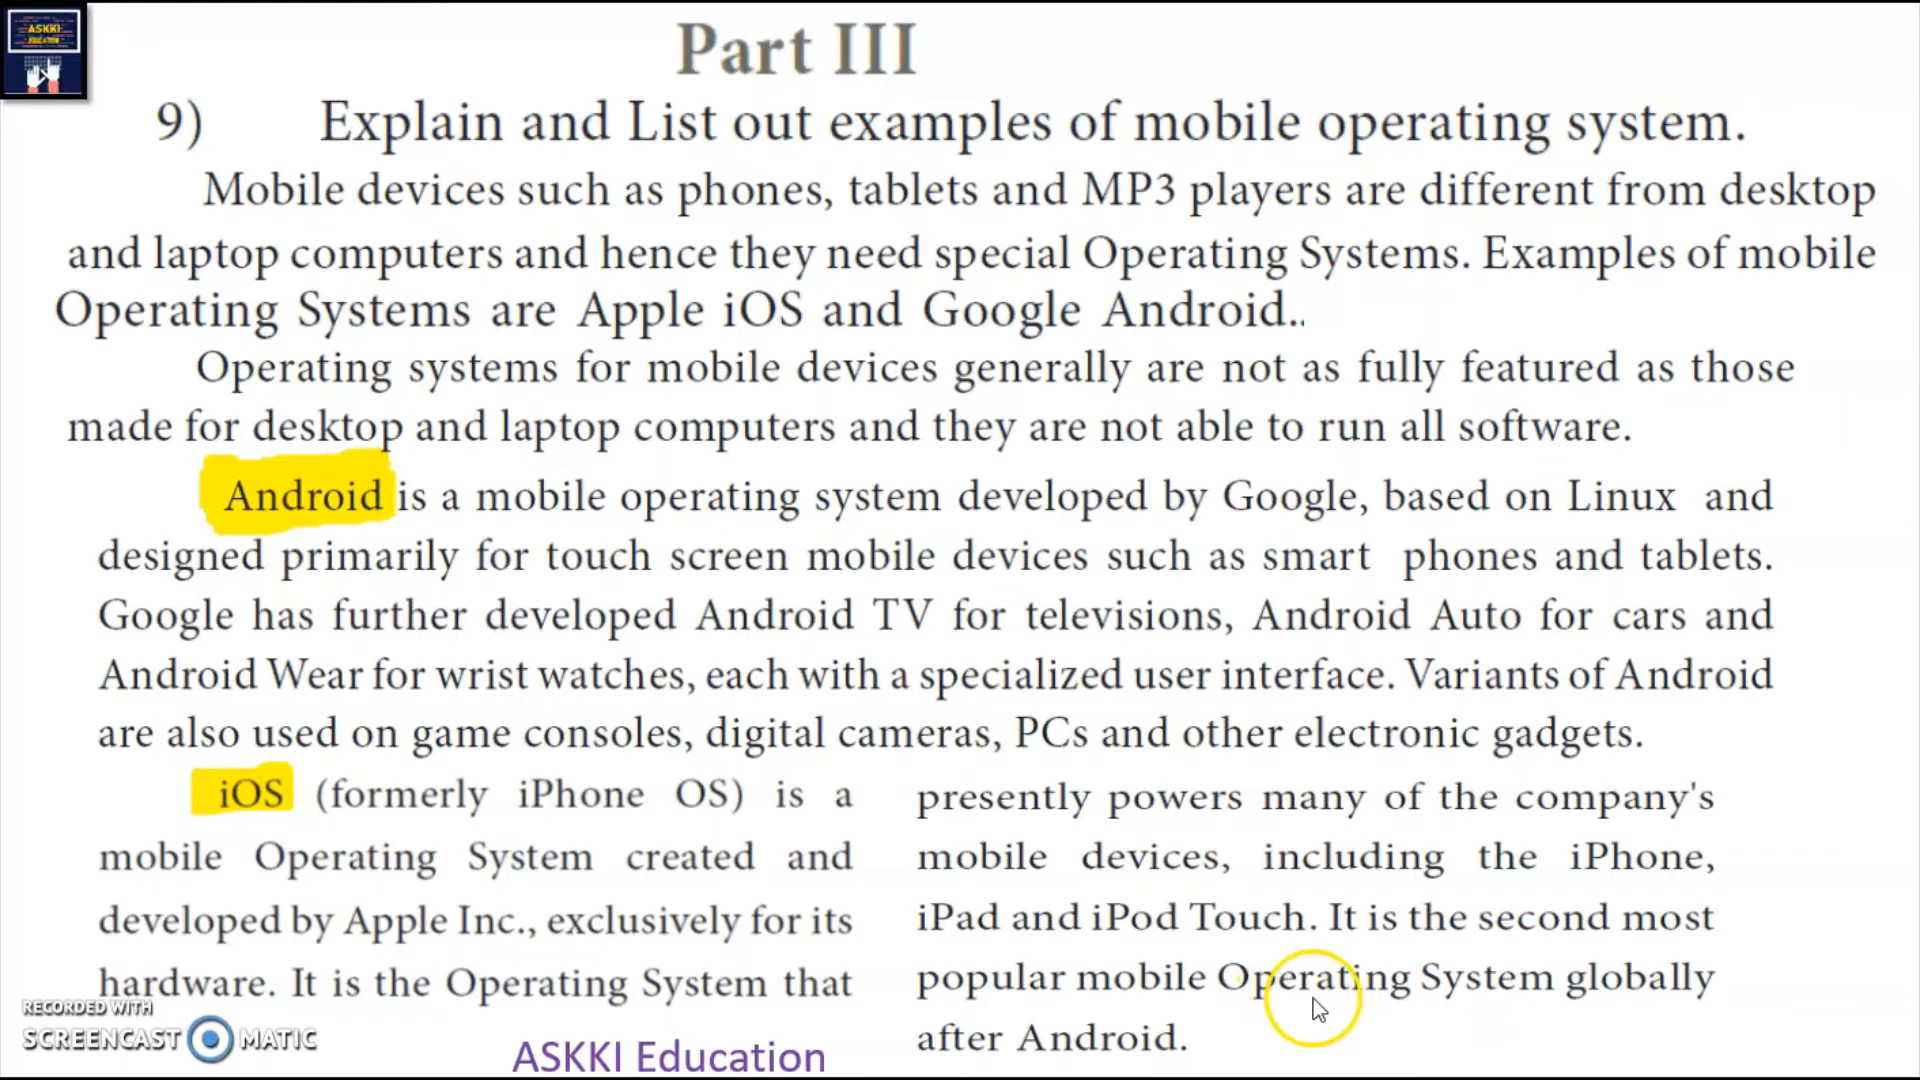 ASKKI
EDUCATION
Part III
9) Explain and List out examples of mobile operating system.
Mobile devices such as phones, tablets and MP3 players are different from desktop
and laptop computers and hence they need special Operating Systems. Examples of mobile
Operating Systems are Apple iOS and Google Android..
Operating systems for mobile devices generally are not as fully featured as those
made for desktop and laptop computers and they are not able to run all software.
Android is a mobile operating system developed by Google, based on Linux and
designed primarily for touch screen mobile devices such as smart phones and tablets.
Google has further developed Android TV for televisions, Android Auto for cars and
Android Wear for wrist watches, each with a specialized user interface. Variants of Android
are also used on game consoles, digital cameras, PCs and other electronic gadgets.
iOS (formerly iPhone OS) is a
mobile Operating System created and
developed by Apple Inc., exclusively for its
hardware. It is the Operating System that
presently powers many of the company's
mobile devices, including the iPhone,
iPad and iPod Touch. It is the second most
popular mobile Operating System globally
after Android.
RECORDED WITH
SCREENCAST MATIC
ASKKI Education